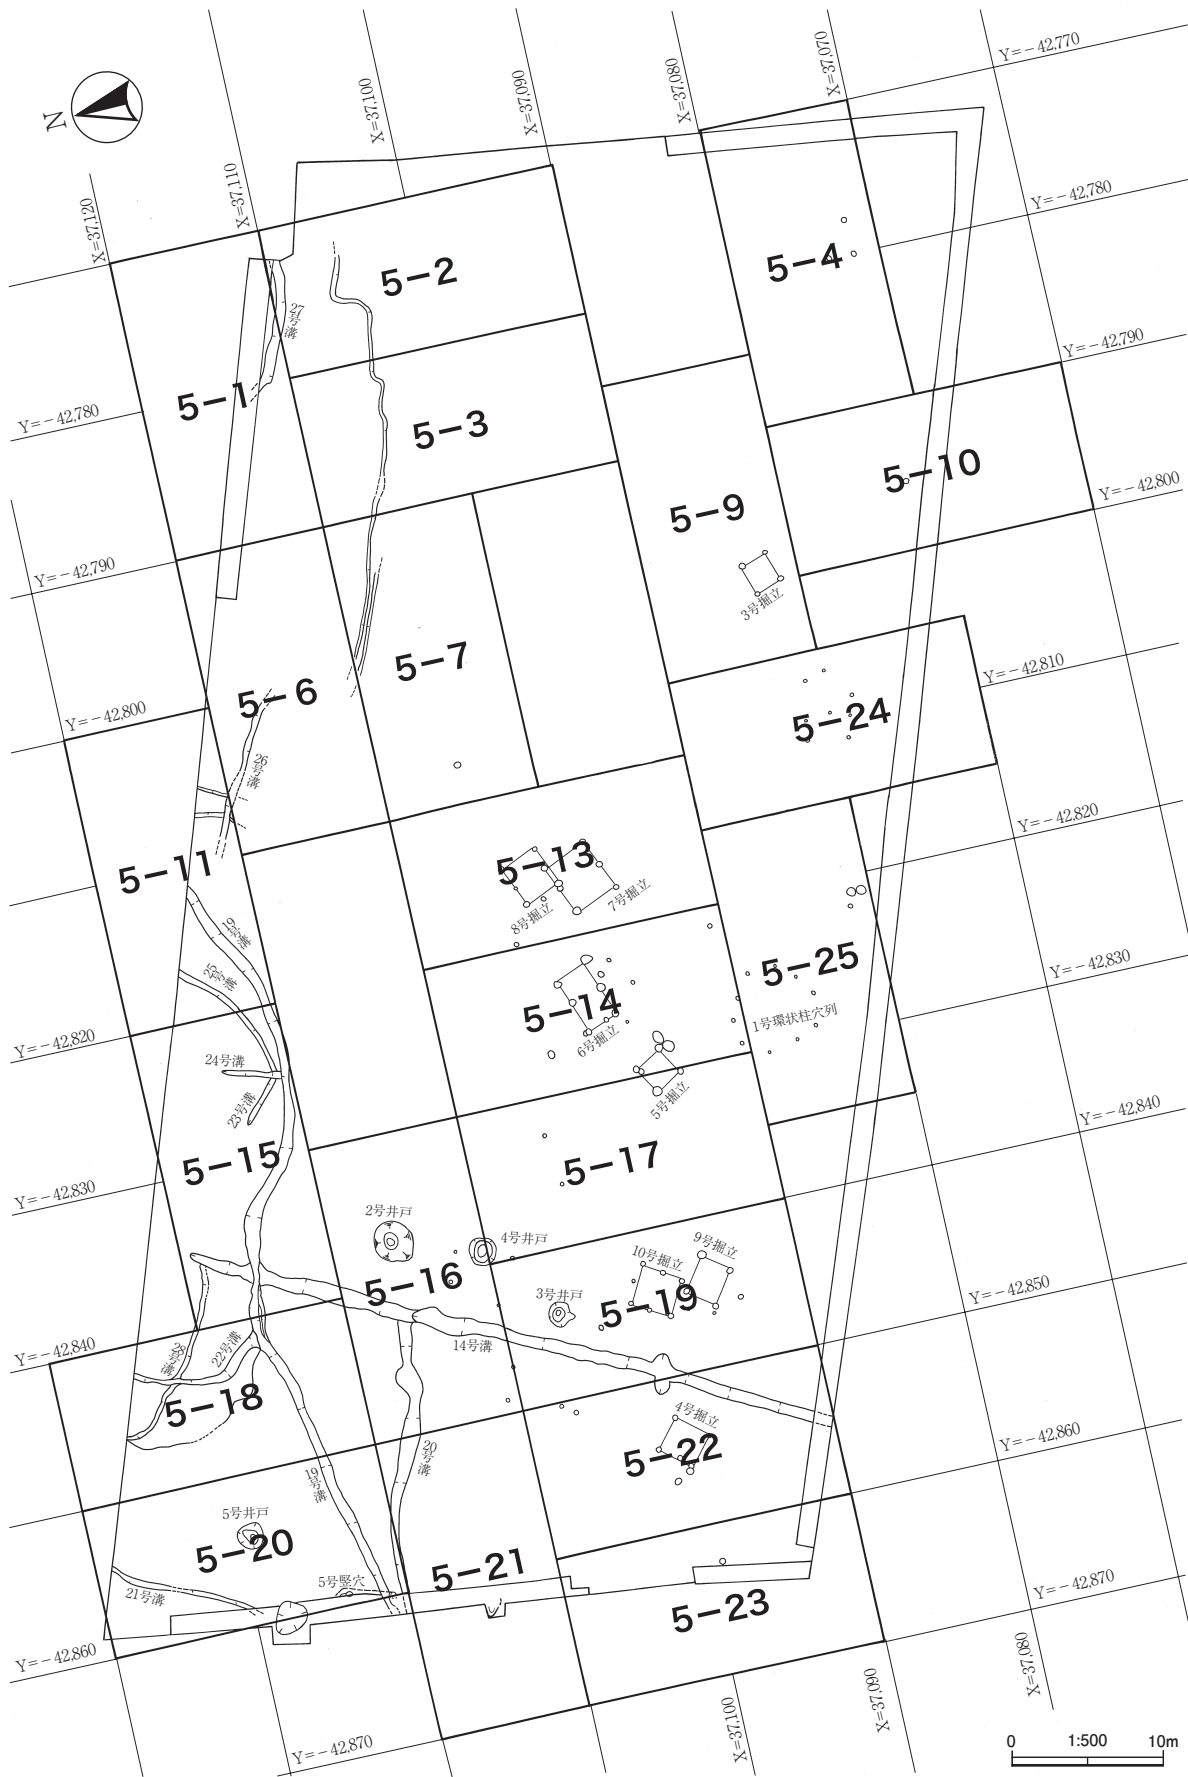 N
X=37,120
X=37,110
X=37,100
X=37,090
X=37,080
X=37,070
Y=-42,770
Y=-42,780
Y=-42,790
Y=-42,800
Y=-42,810
Y=-42,820
Y=-42,830
Y=-42,840
Y=-42,850
Y=-42,860
Y=-42,870
Y=-42,780
Y=-42,790
Y=-42,800
Y=-42,820
Y=-42,830
Y=-42,840
Y=-42,860
Y=-42,870
X=37,100
X=37,090
X=37,080
5-2
5-4
27号溝
5-1
5-3
5-10
5-9
3号掘立
5-7
5-6
5-24
26号溝
5-11
5-13
8号掘立
7号掘立
19号溝
25号溝
5-25
5-14
6号掘立
1号環状柱穴列
24号溝
23号溝
5号掘立
5-15
5-17
2号井戸
4号井戸
5-16
10号掘立
9号掘立
3号井戸
5-19
14号溝
28号溝
22号溝
5-18
4号掘立
5-22
20号溝
19号溝
5号井戸
5-20
5-21
21号溝
5号竪穴
5-23
0 1:500 10m